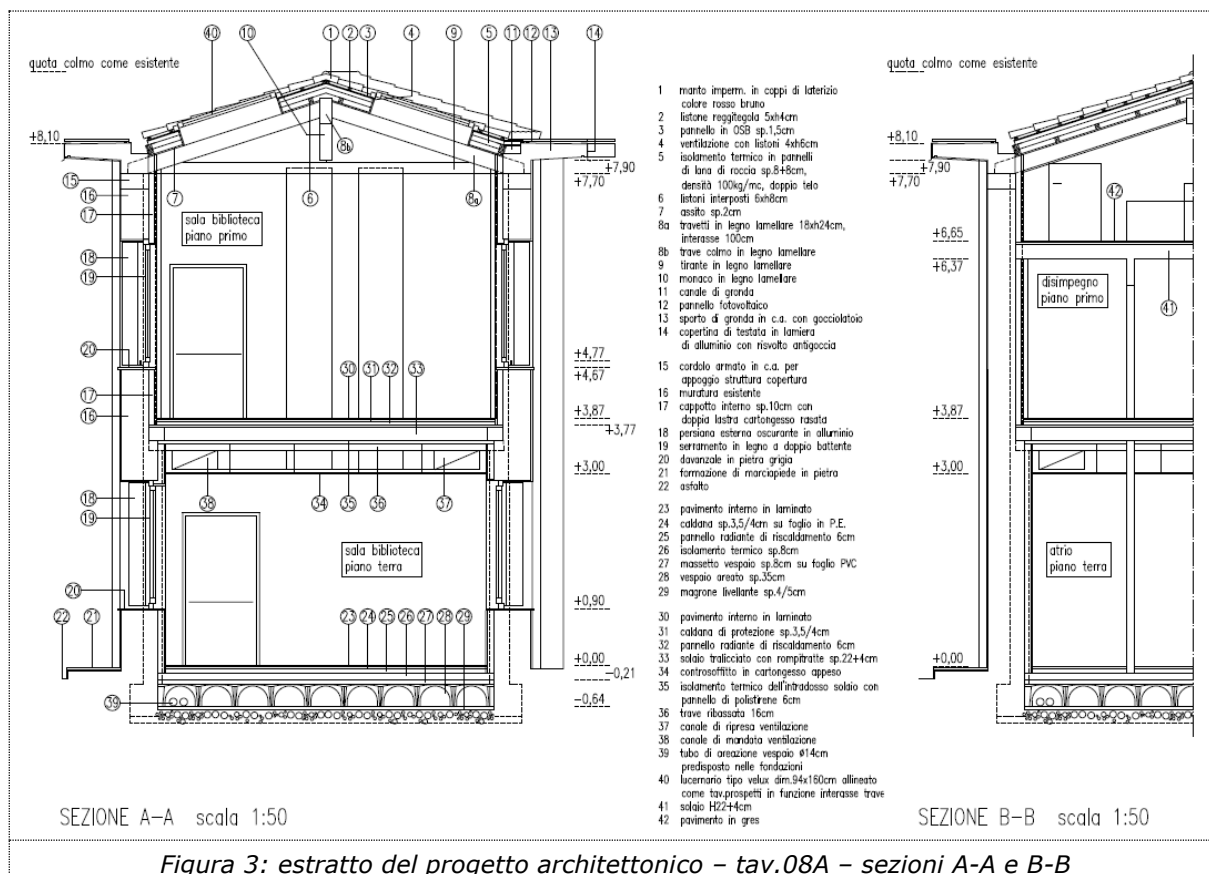 40 10 1 2 3 4 9 5 11 12 13 14
quota colmo come esistente
+8,10
8b
+7,90
+7,70
15
16
7 6 8a
17
sala biblioteca
piano primo
18
19
20
+4,77
+4,67
30 31 32 33
17
16
+3,87
+3,77
+3,00
38 34 35 36 37
18
19
sala biblioteca
piano terra
20
+0,90
22 21 23 24 25 26 27 28 29
+0,00
-0,21
39
-0,64
SEZIONE A-A scala 1:50
1 manto imperm. in coppi di laterizio
colore rosso bruno
2 listone reggitegola 5xh4cm
3 pannello in OSB sp.1,5cm
4 ventilazione con listoni 4xh6cm
5 isolamento termico in pannelli
di lana di roccia sp.8+8cm,
densità 100kg/mc, doppio telo
6 listoni interposti 6xh8cm
7 assito sp.2cm
8a travetti in legno lamellare 18xh24cm,
interasse 100cm
8b trave colmo in legno lamellare
9 tirante in legno lamellare
10 monaco in legno lamellare
11 canale di gronda
12 pannello fotovoltaico
13 sporto di gronda in c.a. con gocciolatoio
14 copertina di testata in lamiera
di alluminio con risvolto antigoccia
15 cordolo armato in c.a. per
appoggio struttura copertura
16 muratura esistente
17 cappotto interno sp.10cm con
doppia lastra cartongesso rasata
18 persiana esterna oscurante in alluminio
19 serramento in legno a doppio battente
20 davanzale in pietra grigia
21 formazione di marciapiede in pietra
22 asfalto
23 pavimento interno in laminato
24 caldana sp.3,5/4cm su foglio in P.E.
25 pannello radiante di riscaldamento 6cm
26 isolamento termico sp.8cm
27 massetto vespaio sp.8cm su foglio PVC
28 vespaio areato sp.35cm
29 magrone livellante sp.4/5cm
30 pavimento interno in laminato
31 caldana di protezione sp.3,5/4cm
32 pannello radiante di riscaldamento 6cm
33 solaio tralicciato con rompitratte sp.22+4cm
34 controsoffitto in cartongesso appeso
35 isolamento termico dell'intradosso solaio con
pannello di polistirene 6cm
36 trave ribassata 16cm
37 canale di ripresa ventilazione
38 canale di mandata ventilazione
39 tubo di areazione vespaio ø14cm
predisposto nelle fondazioni
40 lucernario tipo velux dim.94x160cm allineato
come tav.prospetti in funzione interasse trave
41 solaio H22+4cm
42 pavimento in gres
quota colmo come esistente
+8,10
+7,90
+7,70
42
+6,65
+6,37
disimpegno
piano primo
41
+3,87
+3,00
atrio
piano terra
+0,00
SEZIONE B-B scala 1:50
Figura 3: estratto del progetto architettonico – tav.08A – sezioni A-A e B-B